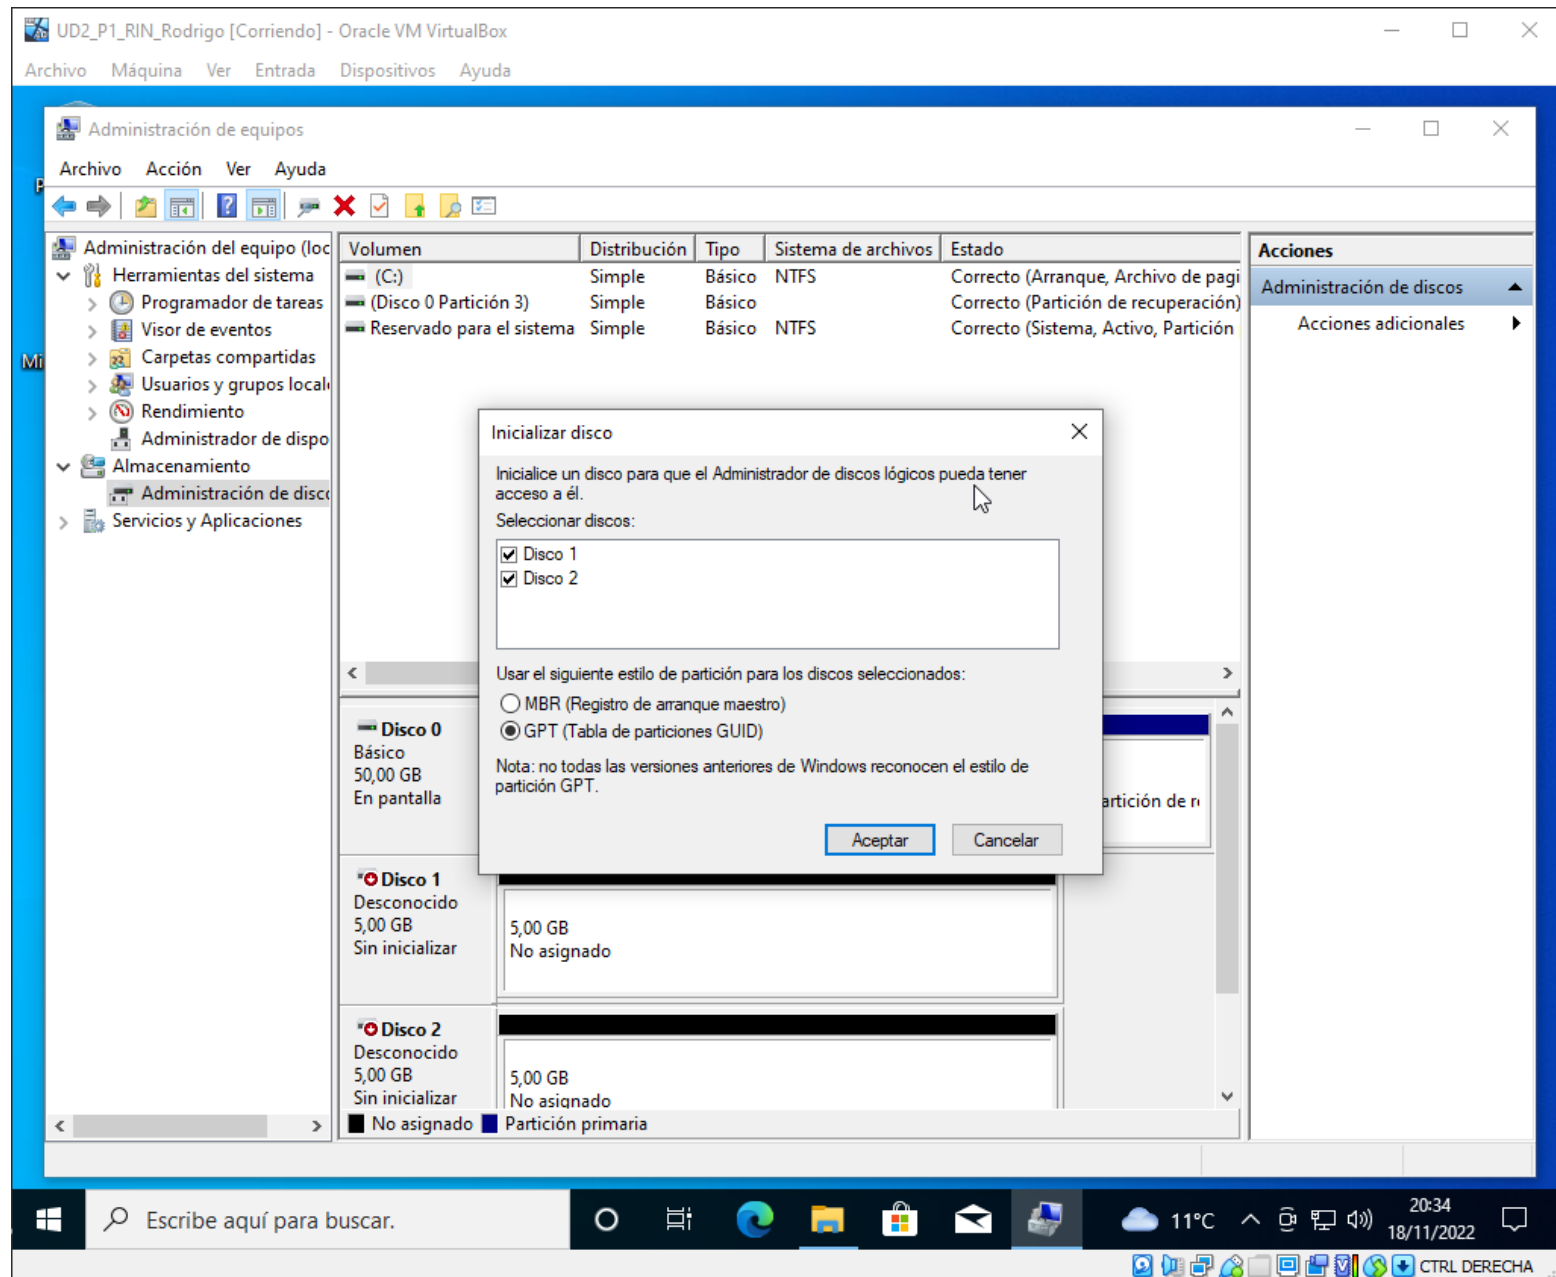 UD2_P1_RIN_Rodrigo [Corriendo] - Oracle VM VirtualBox
Archivo Máquina Ver Entrada Dispositivos Ayuda
Administración de equipos
Archivo Acción Ver Ayuda
Administración del equipo (loc
Herramientas del sistema
Programador de tareas
Visor de eventos
Carpetas compartidas
Usuarios y grupos local
Rendimiento
Administrador de dispo
Almacenamiento
Administración de disc
Servicios y Aplicaciones
Volumen Distribución Tipo Sistema de archivos Estado
(C:) Simple Básico NTFS Correcto (Arranque, Archivo de pagi
(Disco 0 Partición 3) Simple Básico Correcto (Partición de recuperación)
Reservado para el sistema Simple Básico NTFS Correcto (Sistema, Activo, Partición
Acciones
Administración de discos
Acciones adicionales
Mi
Inicializar disco
Inicialice un disco para que el Administrador de discos lógicos pueda tener
acceso a él.
Seleccionar discos:
Disco 1
Disco 2
Usar el siguiente estilo de partición para los discos seleccionados:
MBR (Registro de arranque maestro)
GPT (Tabla de particiones GUID)
Nota: no todas las versiones anteriores de Windows reconocen el estilo de
partición GPT.
Aceptar Cancelar
Disco 0
Básico
50,00 GB
En pantalla
artición de r
Disco 1
Desconocido
5,00 GB
Sin inicializar
5,00 GB
No asignado
Disco 2
Desconocido
5,00 GB
Sin inicializar
5,00 GB
No asignado
No asignado Partición primaria
Escribe aquí para buscar.
11°C
20:34
18/11/2022
CTRL DERECHA